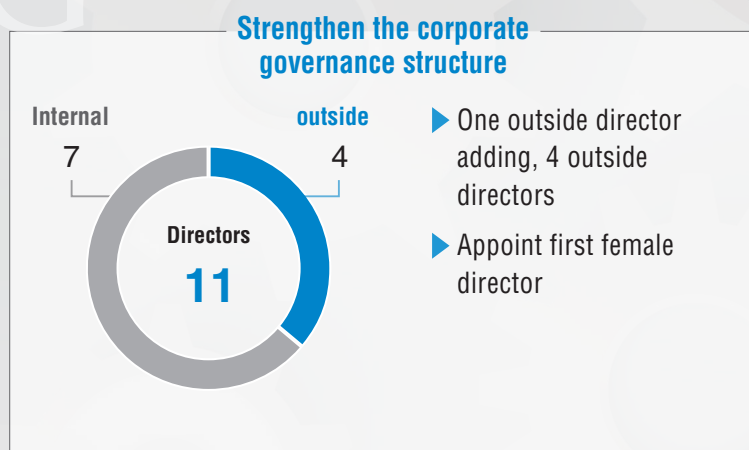 Strengthen the corporate
governance structure
Internal
7
outside
4
Directors
11
One outside director
adding, 4 outside
directors
Appoint first female
director